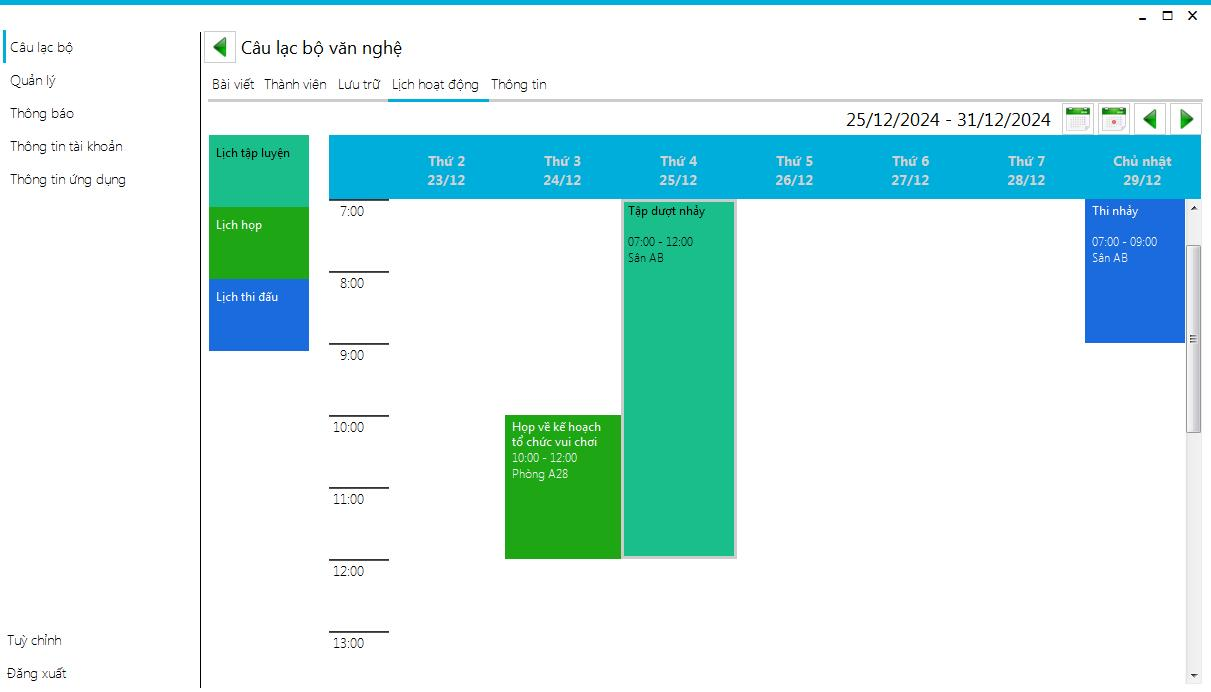 Câu lạc bộ
Quản lý
Thông báo
Thông tin tài khoản
Thông tin ứng dụng
Tuỳ chỉnh
Đăng xuất
Câu lạc bộ văn nghệ
Bài viết Thành viên Lưu trữ Lịch hoạt động Thông tin
25/12/2024 - 31/12/2024
Lịch tập luyện
Lịch họp
Lịch thi đấu
Thứ 2 Thứ 3 Thứ 4 Thứ 5 Thứ 6 Thứ 7 Chủ nhật
23/12 24/12 25/12 26/12 27/12 28/12 29/12
7:00
8:00
9:00
10:00
11:00
12:00
13:00
Họp về kế hoạch
tổ chức vui chơi
10:00 - 12:00
Phòng A28
Tập dượt nhảy
07:00 - 12:00
Sân AB
Thi nhảy
07:00 - 09:00
Sân AB